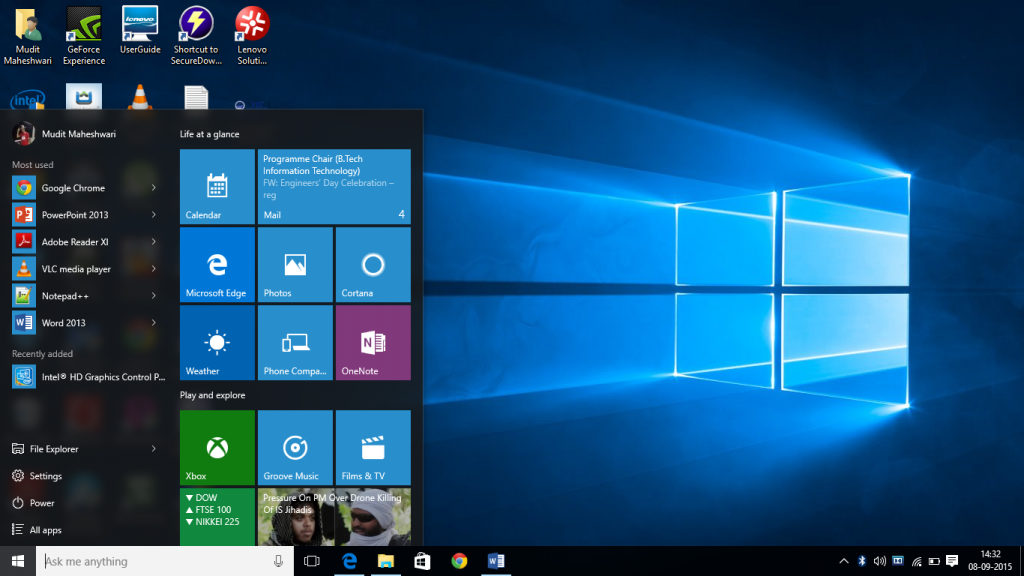 Mudit
Maheshwari
GeForce
Experience
UserGuide
Shortcut to
SecureDow...
Lenovo
Soluti...
lenovo
intel
Mudit Maheshwari
Most used
Google Chrome
PowerPoint 2013
Adobe Reader XI
VLC media player
Notepad++
Word 2013
Recently added
Intel® HD Graphics Control P...
File Explorer
Settings
Power
All apps
Life at a glance
Calendar
Programme Chair (B.Tech
Information Technology)
FW: Engineers' Day Celebration –
reg
Mail
4
Microsoft Edge
Photos
Cortana
Weather
Phone Compa...
OneNote
Play and explore
Xbox
Groove Music
Films & TV
▼ DOW
▲ FTSE 100
▼ NIKKEI 225
Pressure On PM Over Drone Killing
Of IS Jihadis
Ask me anything
14:32
08-09-2015